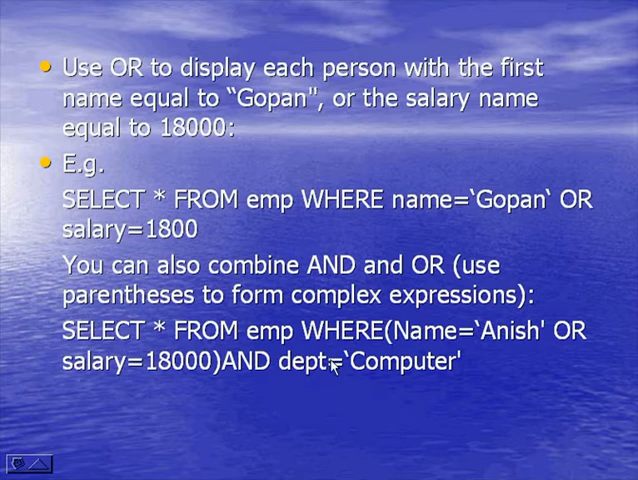 Use OR to display each person with the first
name equal to “Gopan", or the salary name
equal to 18000:
E.g.
SELECT * FROM emp WHERE name=‘Gopan‘ OR
salary=1800
You can also combine AND and OR (use
parentheses to form complex expressions):
SELECT * FROM emp WHERE(Name=‘Anish' OR
salary=18000)AND dept=‘Computer'